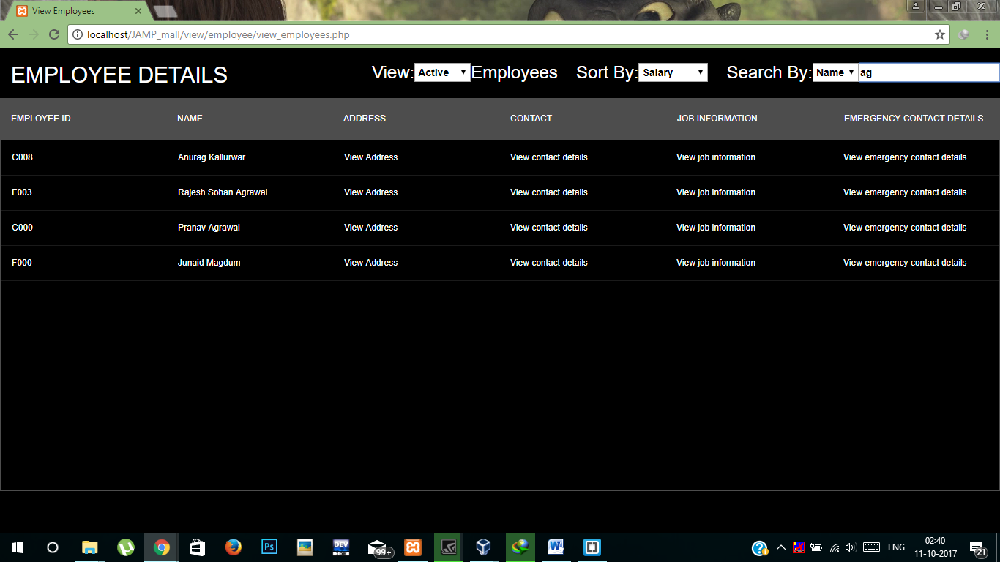 View Employees
localhost/JAMP_mall/view/employee/view_employees.php
EMPLOYEE DETAILS View: Active Employees Sort By: Salary Search By: Name ag
EMPLOYEE ID NAME ADDRESS CONTACT JOB INFORMATION EMERGENCY CONTACT DETAILS
C008 Anurag Kallurwar View Address View contact details View job information View emergency contact details
F003 Rajesh Sohan Agrawal View Address View contact details View job information View emergency contact details
C000 Pranav Agrawal View Address View contact details View job information View emergency contact details
F000 Junaid Magdum View Address View contact details View job information View emergency contact details
Ps DEV IDE 99+ W ENG 02:40
11-10-2017 21